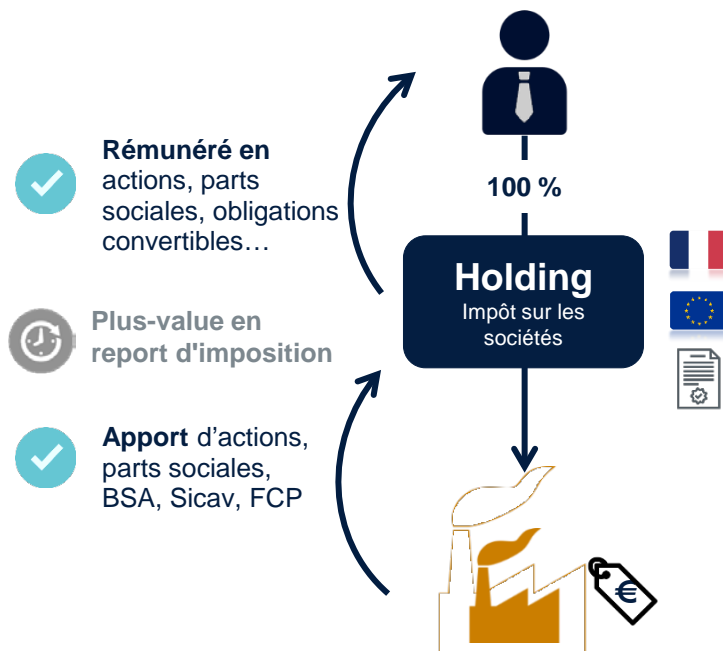 Rémunéré en
actions, parts
sociales, obligations
convertibles…
100 %
Holding
Impôt sur les
sociétés
Plus-value en
report d'imposition
Apport d’actions,
parts sociales,
BSA, Sicav, FCP
€